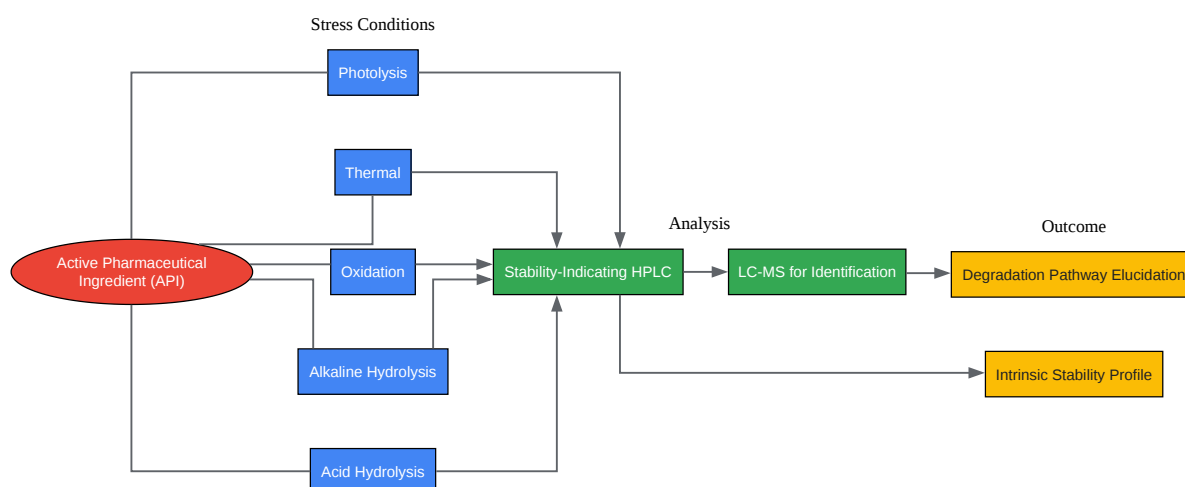 Stress Conditions
Photolysis
Thermal
Analysis
Outcome
Active Pharmaceutical
Ingredient (API)
Oxidation
Stability-Indicating HPLC
LC-MS for Identification
Degradation Pathway Elucidation
Alkaline Hydrolysis
Intrinsic Stability Profile
Acid Hydrolysis